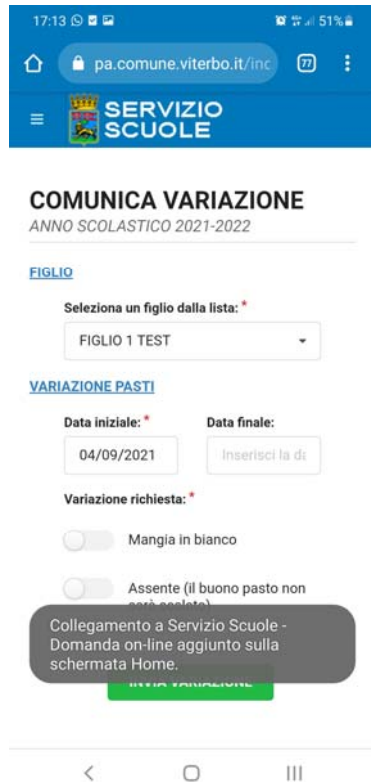 17:13 51%
pa.comune.viterbo.it/inc 77
SERVIZIO
SCUOLE
COMUNICA VARIAZIONE
ANNO SCOLASTICO 2021-2022
FIGLIO
Seleziona un figlio dalla lista: *
FIGLIO 1 TEST
VARIAZIONE PASTI
Data iniziale: * Data finale:
04/09/2021 Inserisci la da
Variazione richiesta: *
Mangia in bianco
Assente (il buono pasto non
Collegamento a Servizio Scuole -
Domanda on-line aggiunto sulla
schermata Home.
INVIA VARIAZIONE